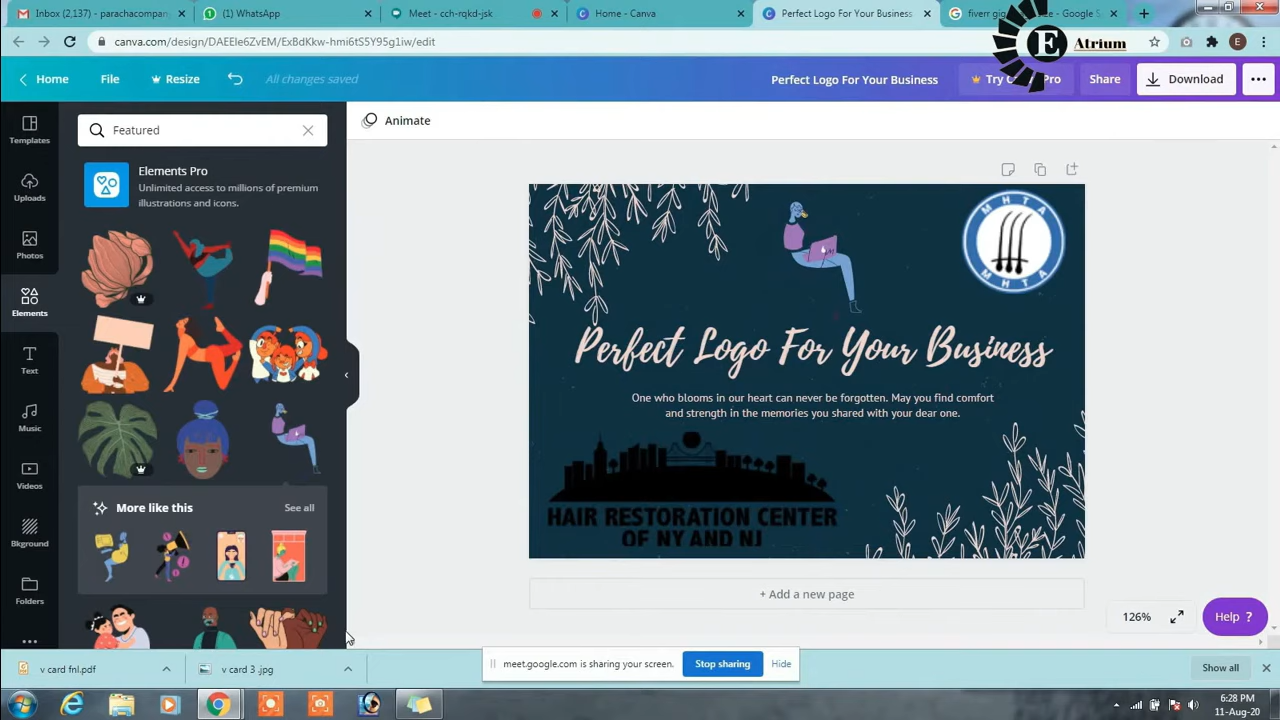 Inbox (2,137) - parachacompan
(1) WhatsApp
Meet - cch-rqkd-jsk
Home - Canva
Perfect Logo For Your Business
fiverr gig
Google S
canva.com/design/DAEEIe6ZvEM/ExBdKkw-hmi6tS5Y95g1iw/edit
E
Atrium
E
Home
File
Resize
All changes saved
Perfect Logo For Your Business
Share
Download
Templates
Featured
Animate
Elements Pro
Unlimited access to millions of premium
illustrations and icons.
Uploads
Photos
Elements
Text
Music
Videos
Bkground
Folders
More like this
See all
MHTA
MHTA
Perfect Logo For Your Business
One who blooms in our heart can never be forgotten. May you find comfort
and strength in the memories you shared with your dear one.
HAIR RESTORATION CENTER
OF NY AND NJ
+ Add a new page
126%
Help ?
v card fnl.pdf
v card 3 .jpg
meet.google.com is sharing your screen.
Stop sharing
Hide
Show all
6:28 PM
11-Aug-20